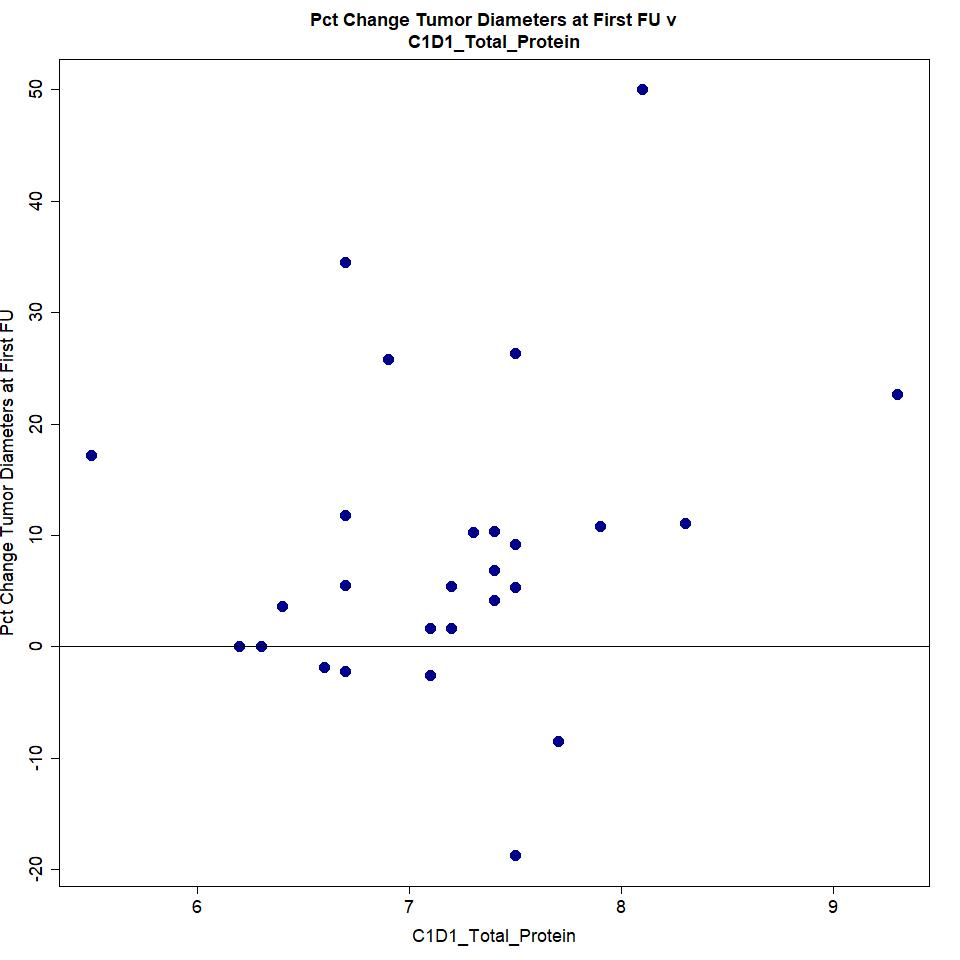 Pct Change Tumor Diameters at First FU v
C1D1_Total_Protein
Pct Change Tumor Diameters at First FU
50
40
30
20
10
0
-10
-20
6 7 8 9
C1D1_Total_Protein